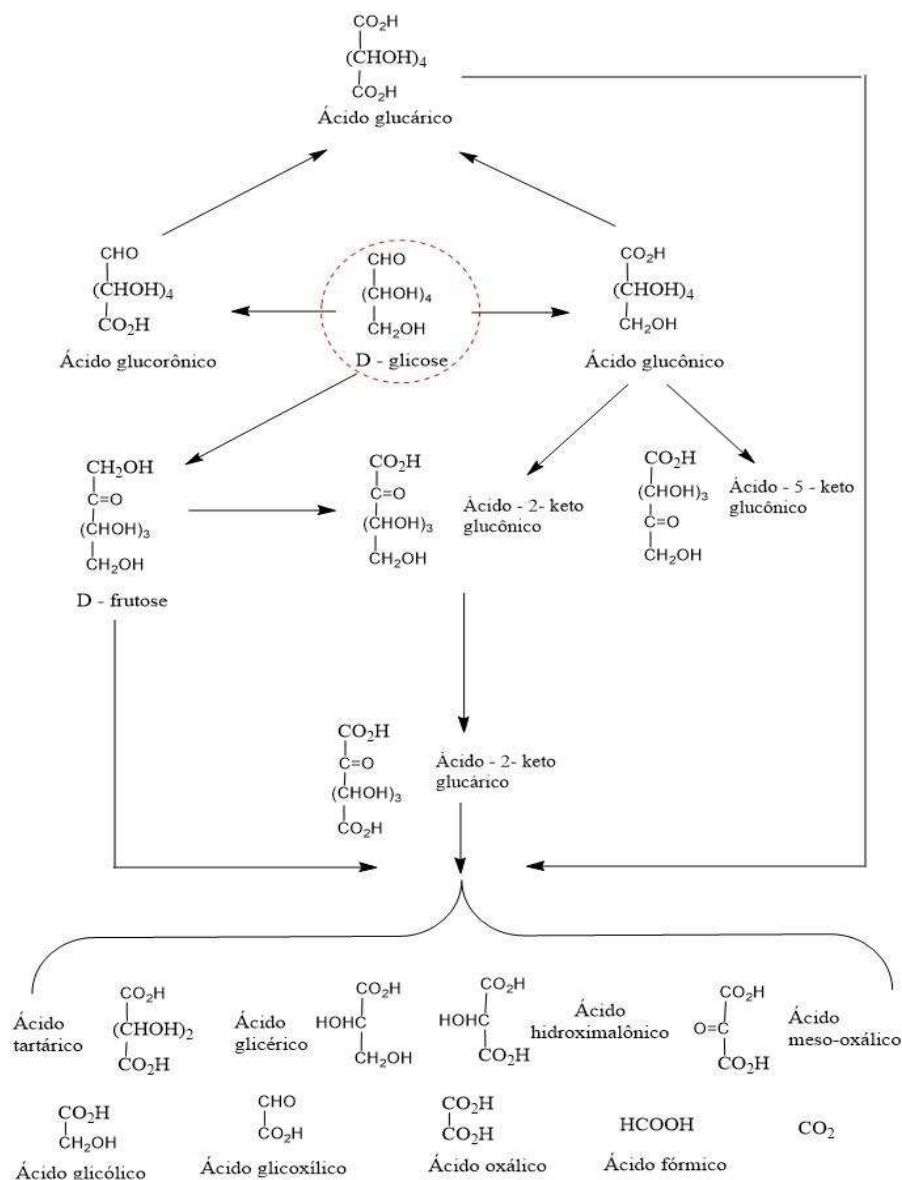 CO₂H
(CHOH)₄
CO₂H
Ácido glucárico
CHO
(CHOH)₄
CO₂H
Ácido glucorônico
CHO
(CHOH)₄
CH₂OH
D - glicose
CO₂H
(CHOH)₄
CH₂OH
Ácido glucônico
CH₂OH
C=O
(CHOH)₃
CH₂OH
D - frutose
CO₂H
C=O
(CHOH)₃
CH₂OH
Ácido - 2- keto
glucônico
CO₂H
(CHOH)₃
C=O
CH₂OH
Ácido - 5 - keto
glucônico
CO₂H
C=O
(CHOH)₃
CO₂H
Ácido - 2- keto
glucárico
Ácido
tartárico
CO₂H
(CHOH)₂
CO₂H
Ácido
glicérico
CO₂H
HOHC
CH₂OH
CO₂H
HOHC
CO₂H
Ácido
hidroximalônico
CO₂H
O=C
CO₂H
Ácido
meso-oxálico
CO₂H
CH₂OH
Ácido glicólico
CHO
CO₂H
Ácido glicoxílico
CO₂H
CO₂H
Ácido oxálico
HCOOH
Ácido fórmico
CO₂